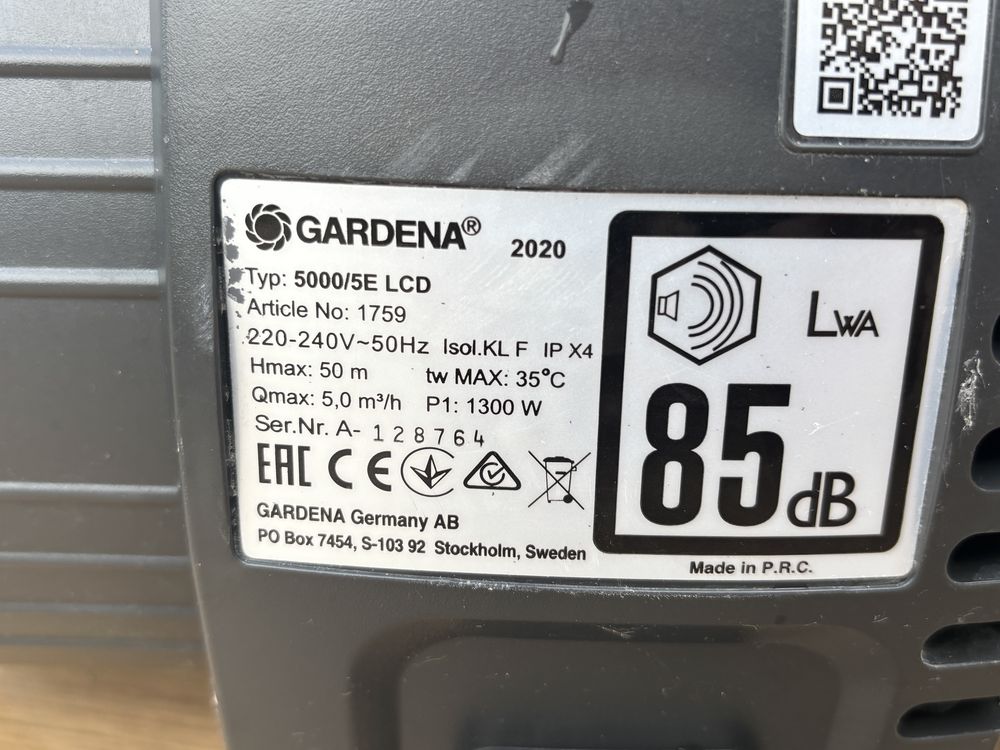 GARDENA® 2020
Typ: 5000/5E LCD
Article No: 1759
220-240V~50Hz Isol.KL F IP X4
Hmax: 50 m tw MAX: 35°C
Qmax: 5,0 m³/h P1: 1300 W
Ser.Nr. A- 128764
EAC CE
GARDENA Germany AB
PO Box 7454, S-103 92 Stockholm, Sweden
LWA
85 dB
Made in P.R.C.